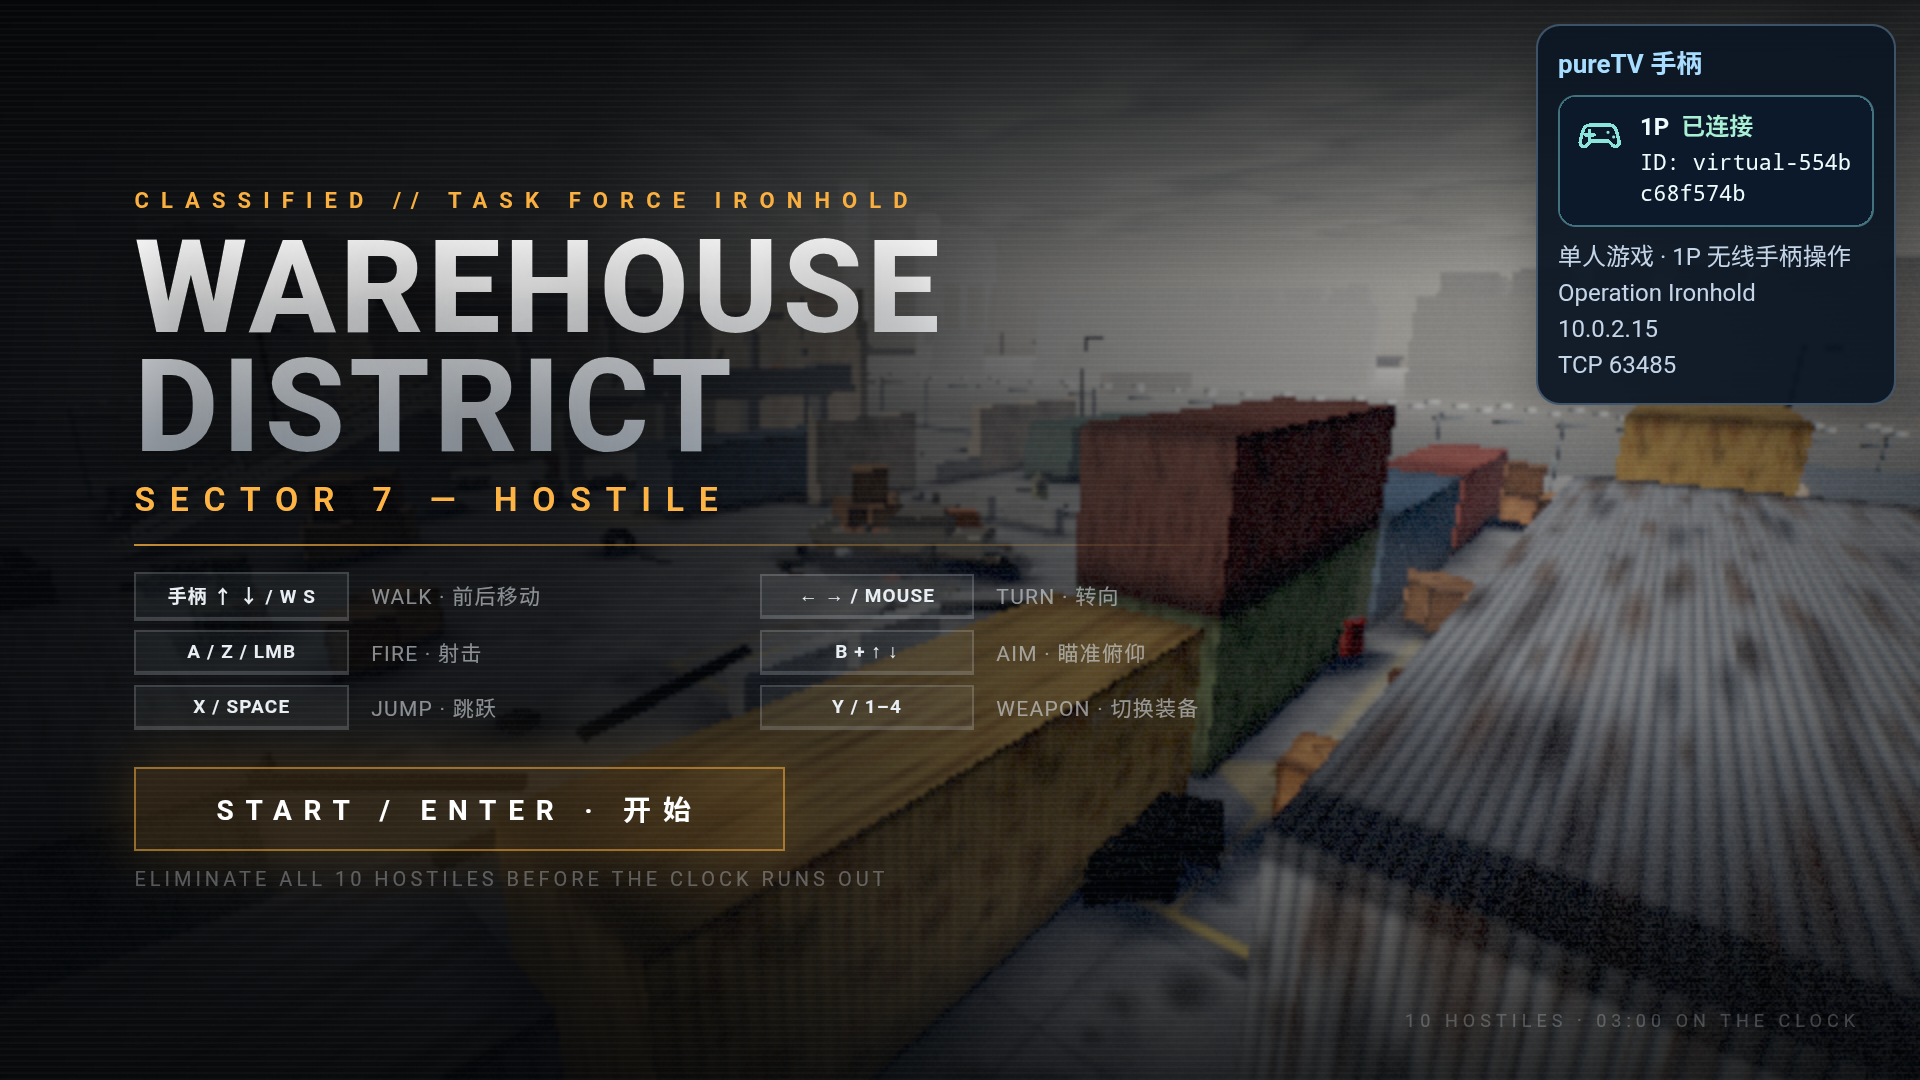 CLASSIFIED // TASK FORCE IRONHOLD
WAREHOUSE
DISTRICT
SECTOR 7 — HOSTILE
手柄 ↑ ↓ / W S
WALK · 前后移动
← → / MOUSE
TURN · 转向
A / Z / LMB
FIRE · 射击
B + ↑ ↓
AIM · 瞄准俯仰
X / SPACE
JUMP · 跳跃
Y / 1–4
WEAPON · 切换装备
START / ENTER · 开始
ELIMINATE ALL 10 HOSTILES BEFORE THE CLOCK RUNS OUT
pureTV 手柄
1P 已连接
ID: virtual-554b
c68f574b
单人游戏 · 1P 无线手柄操作
Operation Ironhold
10.0.2.15
TCP 63485
10 HOSTILES · 03:00 ON THE CLOCK